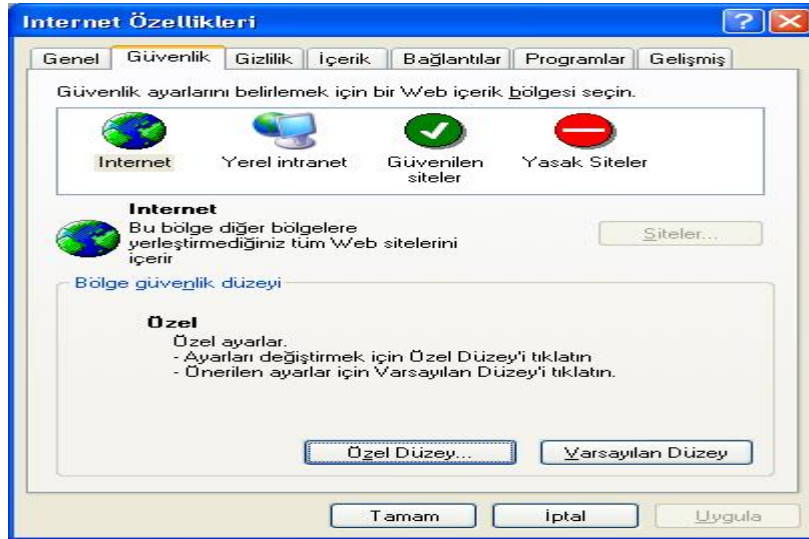 Internet Özellikleri
Genel Güvenlik Gizlilik İçerik Bağlantılar Programlar Gelişmiş
Güvenlik ayarlarını belirlemek için bir Web içerik bölgesi seçin.
Internet Yerel intranet Güvenilen siteler Yasak Siteler
Internet
Bu bölge diğer bölgelere
yerleştirmediğiniz tüm Web sitelerini
içerir
Siteler...
Bölge güvenlik düzeyi
Özel
Özel ayarlar.
- Ayarları değiştirmek için Özel Düzey'i tıklatın
- Önerilen ayarlar için Varsayılan Düzey'i tıklatın.
Özel Düzey... Varsayılan Düzey
Tamam İptal Uygula